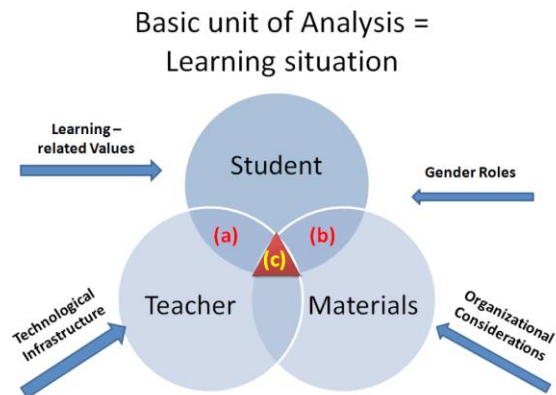 Basic unit of Analysis =
Learning situation
Learning –
related Values
Student
Gender Roles
(a)
(b)
(c)
Teacher
Materials
Technological
Infrastructure
Organizational
Considerations